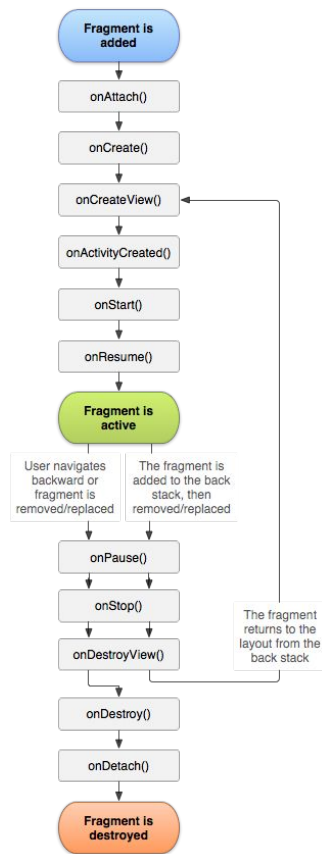 Fragment is
added
onAttach()
onCreate()
onCreateView()
onActivityCreated()
onStart()
onResume()
Fragment is
active
User navigates
backward or
fragment is
removed/replaced
The fragment is
added to the back
stack, then
removed/replaced
onPause()
onStop()
onDestroyView()
The fragment
returns to the
layout from the
back stack
onDestroy()
onDetach()
Fragment is
destroyed